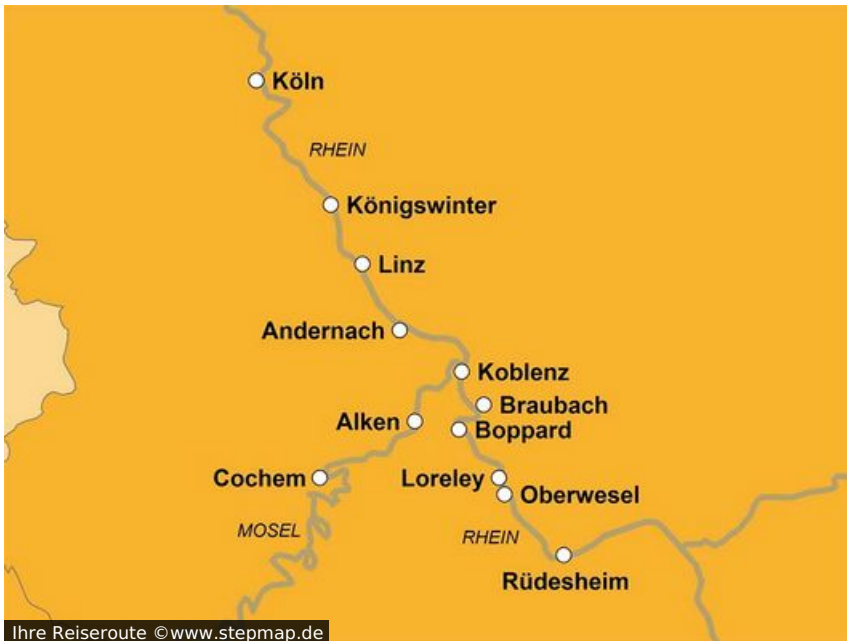 Köln
RHEIN
Königswinter
Linz
Andernach
Koblenz
Braubach
Alken
Boppard
Cochem
Loreley
Oberwesel
MOSEL
RHEIN
Rüdesheim
Ihre Reiseroute ©www.stepmap.de